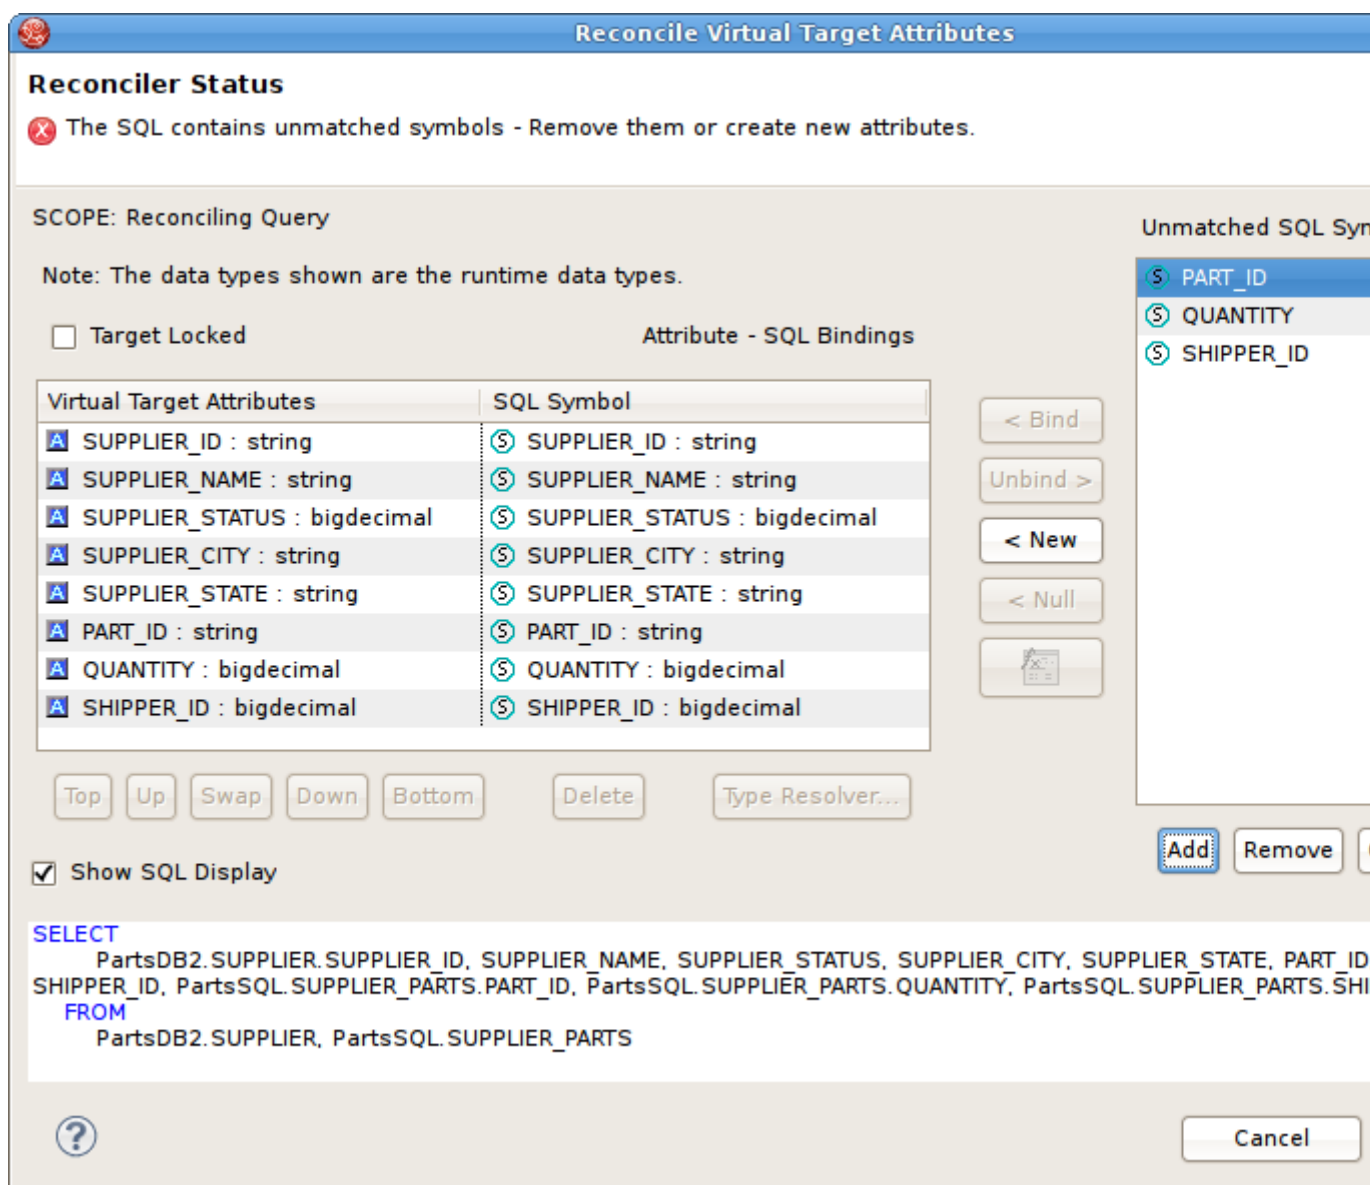 Reconcile Virtual Target Attributes
Reconciler Status
The SQL contains unmatched symbols - Remove them or create new attributes.
SCOPE: Reconciling Query
Unmatched SQL
Note: The data types shown are the runtime data types.
Target Locked
Attribute - SQL Bindings
Virtual Target Attributes SQL Symbol
A SUPPLIER_ID : string S SUPPLIER_ID : string
A SUPPLIER_NAME : string S SUPPLIER_NAME : string
A SUPPLIER_STATUS : bigdecimal S SUPPLIER_STATUS : bigdecimal
A SUPPLIER_CITY : string S SUPPLIER_CITY : string
A SUPPLIER_STATE : string S SUPPLIER_STATE : string
A PART_ID : string S PART_ID : string
A QUANTITY : bigdecimal S QUANTITY : bigdecimal
A SHIPPER_ID : bigdecimal S SHIPPER_ID : bigdecimal
< Bind
Unbind >
< New
< Null
S PART_ID
S QUANTITY
S SHIPPER_ID
Top Up Swap Down Bottom Delete Type Resolver...
Add Remove
Show SQL Display
SELECT
PartsDB2.SUPPLIER.SUPPLIER_ID, SUPPLIER_NAME, SUPPLIER_STATUS, SUPPLIER_CITY, SUPPLIER_STATE, PART_ID
SHIPPER_ID, PartsSQL.SUPPLIER_PARTS.PART_ID, PartsSQL.SUPPLIER_PARTS.QUANTITY, PartsSQL.SUPPLIER_PARTS.SHI
FROM
PartsDB2.SUPPLIER, PartsSQL.SUPPLIER_PARTS
?
Cancel